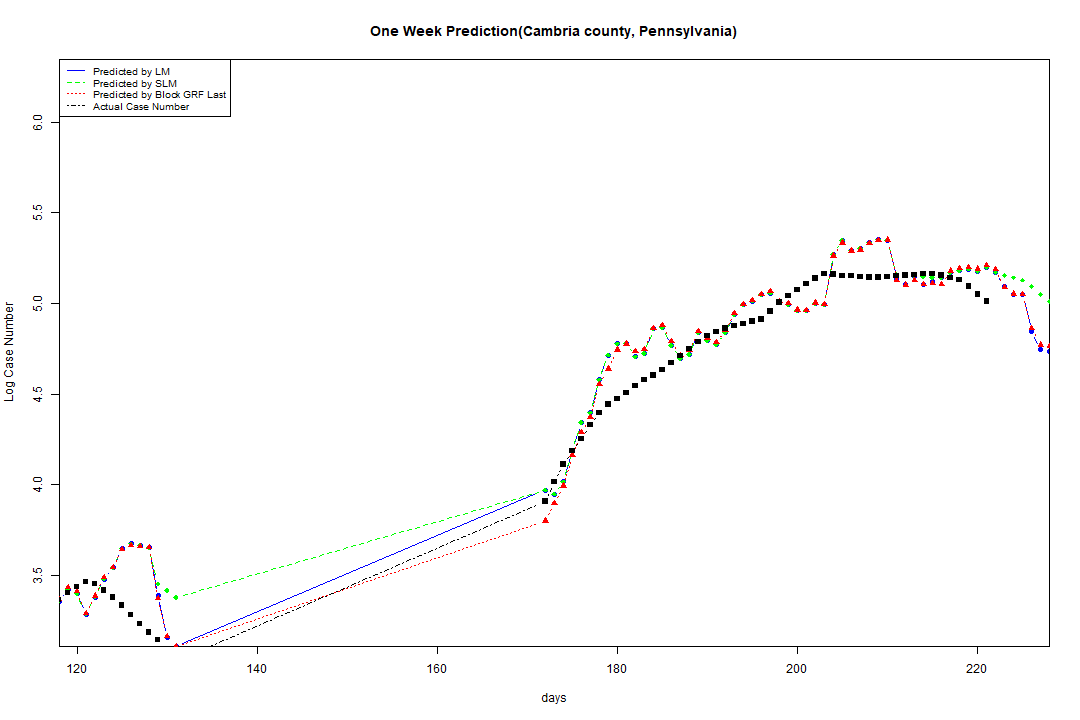 One Week Prediction(Cambria county, Pennsylvania)
Predicted by LM
Predicted by SLM
Predicted by Block GRF Last
Actual Case Number
6.0
5.5
5.0
4.5
4.0
3.5
Log Case Number
120 140 160 180 200 220
days